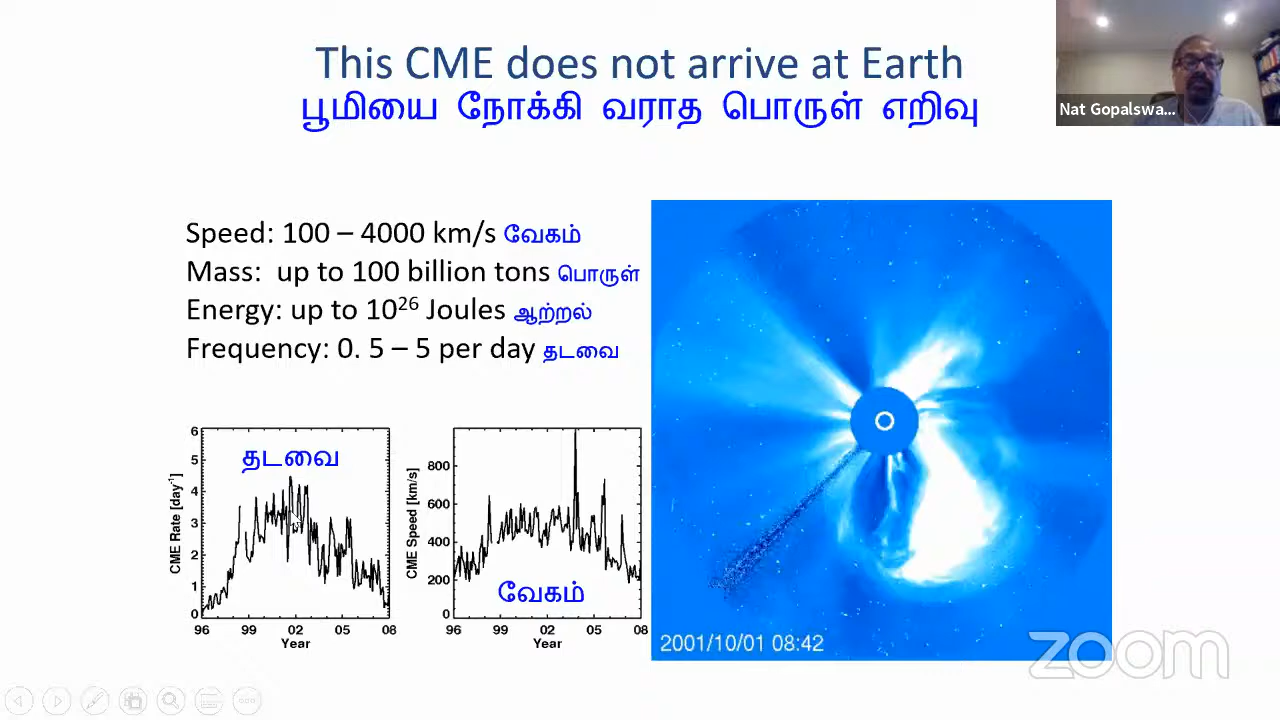 This CME does not arrive at Earth
பூமியை நோக்கி வராத பொருள் எறிவு
Nat Gopalswa...
Speed: 100 – 4000 km/s வேகம்
Mass: up to 100 billion tons பொருள்
Energy: up to 10²⁶ Joules ஆற்றல்
Frequency: 0. 5 – 5 per day தடவை
தடவை
CME Rate [day⁻¹]
6
5
4
3
2
1
0
96 99 02 05 08
Year
வேகம்
CME Speed [km/s]
800
600
400
200
0
96 99 02 05 08
Year
2001/10/01 08:42
zoom